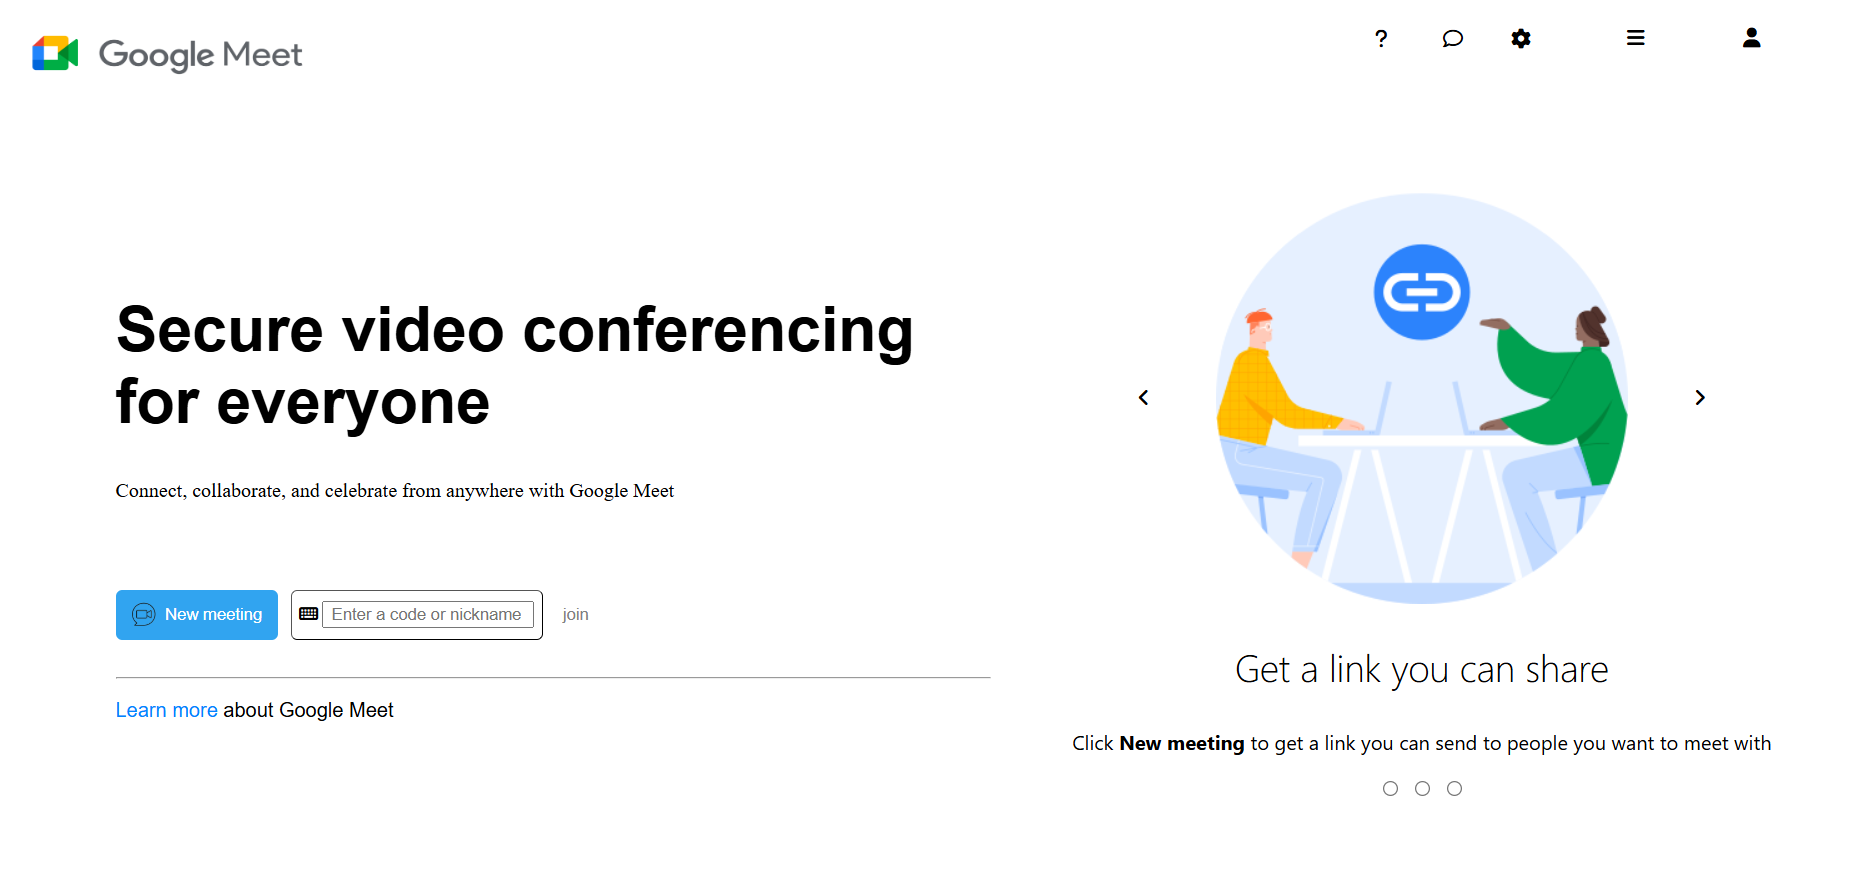 Google Meet
?
Secure video conferencing
for everyone
Connect, collaborate, and celebrate from anywhere with Google Meet
New meeting
Enter a code or nickname
join
Learn more about Google Meet
Get a link you can share
Click New meeting to get a link you can send to people you want to meet with